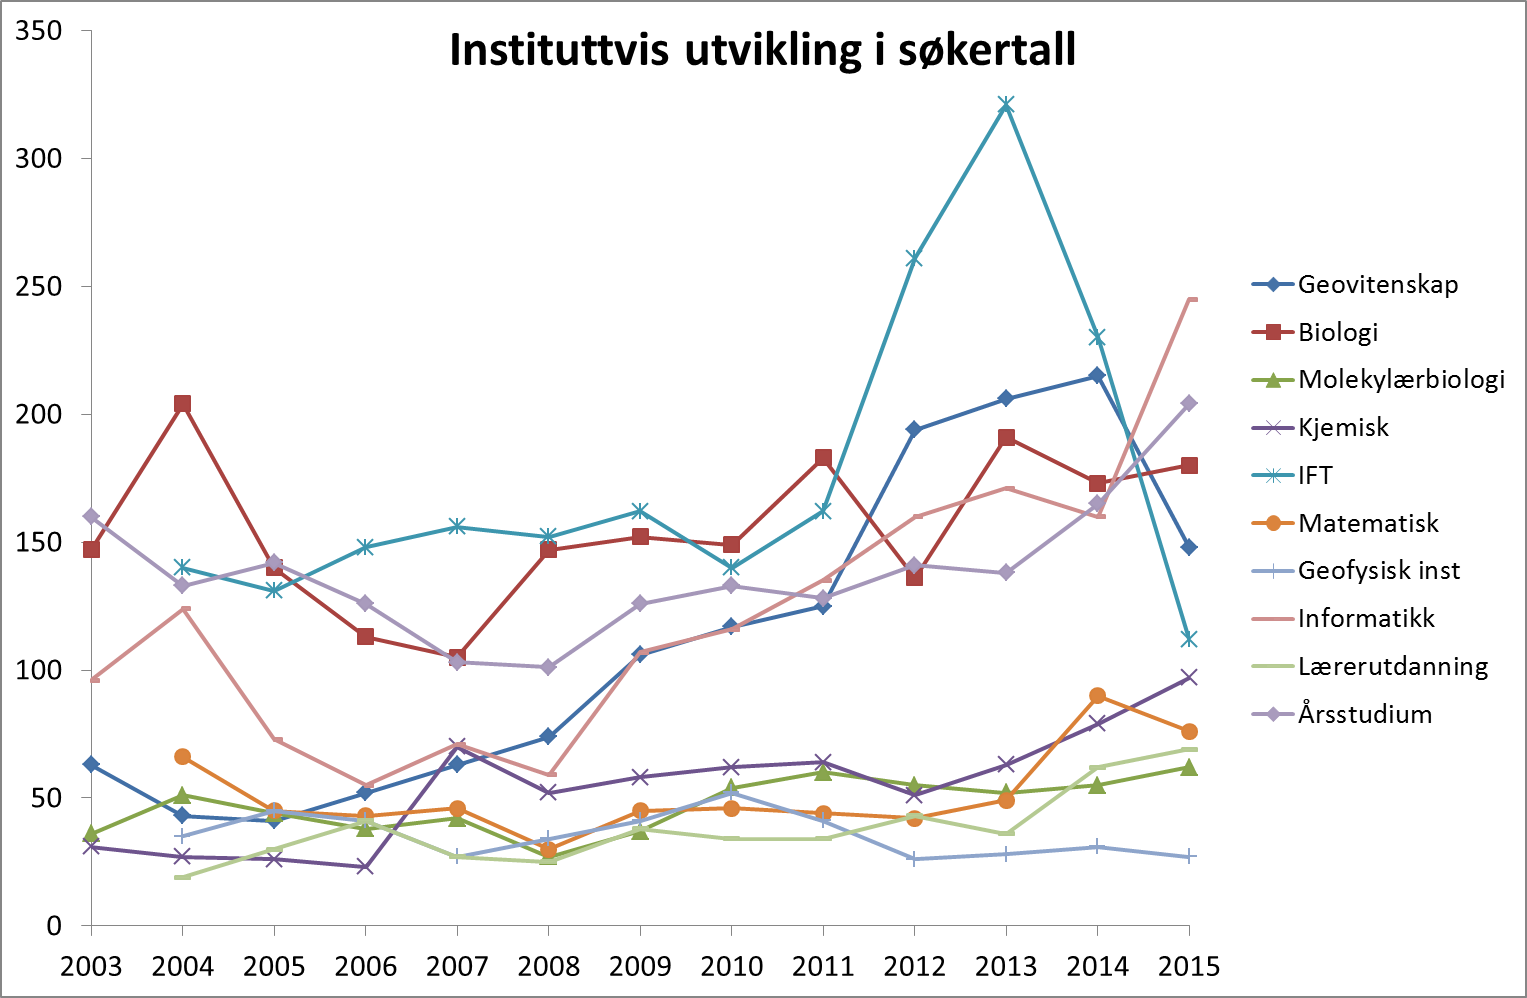 Instituttvis utvikling i søkertall
350
300
250
200
150
100
50
0
2003 2004 2005 2006 2007 2008 2009 2010 2011 2012 2013 2014 2015
Geovitenskap
Biologi
Molekylærbiologi
Kjemisk
IFT
Matematisk
Geofysisk inst
Informatikk
Lærerutdanning
Årsstudium